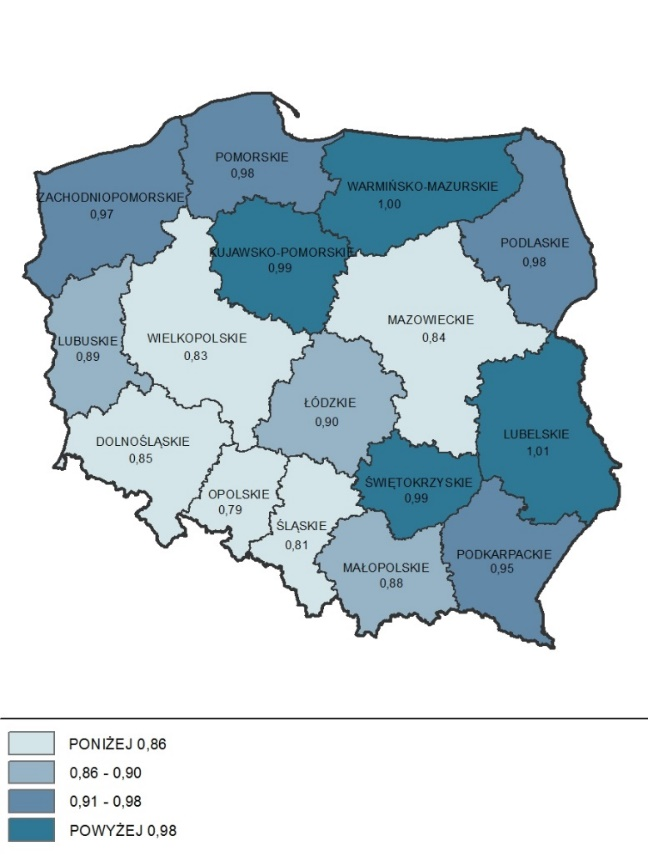 POMORSKIE
0,98
WARMIŃSKO-MAZURSKIE
1,00
ZACHODNIOPOMORSKIE
0,97
PODLASKIE
0,98
KUJAWSKO-POMORSKIE
0,99
MAZOWIECKIE
0,84
LUBUSKIE
0,89
WIELKOPOLSKIE
0,83
ŁÓDZKIE
0,90
LUBELSKIE
1,01
DOLNOŚLĄSKIE
0,85
ŚWIĘTOKRZYSKIE
0,99
OPOLSKIE
0,79
ŚLĄSKIE
0,81
PODKARPACKIE
0,95
MAŁOPOLSKIE
0,88
PONIŻEJ 0,86
0,86 - 0,90
0,91 - 0,98
POWYŻEJ 0,98